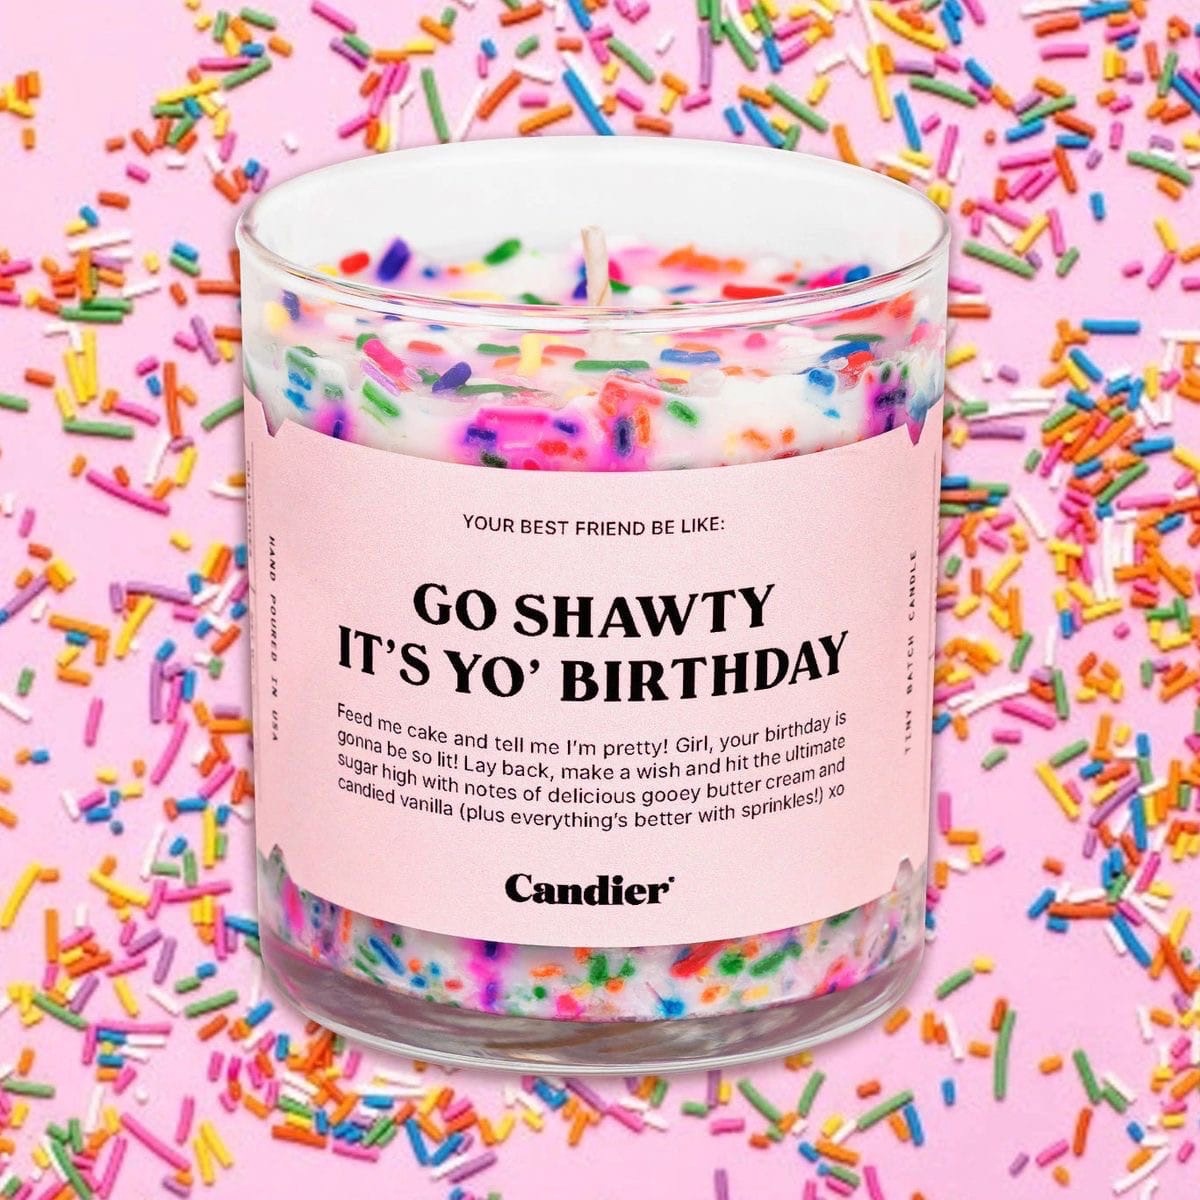 YOUR BEST FRIEND BE LIKE:
GO SHAWTY
IT'S YO' BIRTHDAY
Feed me cake and tell me I'm pretty! Girl, your birthday is
gonna be so lit! Lay back, make a wish and hit the ultimate
sugar high with notes of delicious gooey butter cream and
candied vanilla (plus everything's better with sprinkles!) xo
Candier
HAND POURED IN USA
TINY BATCH CANDLE